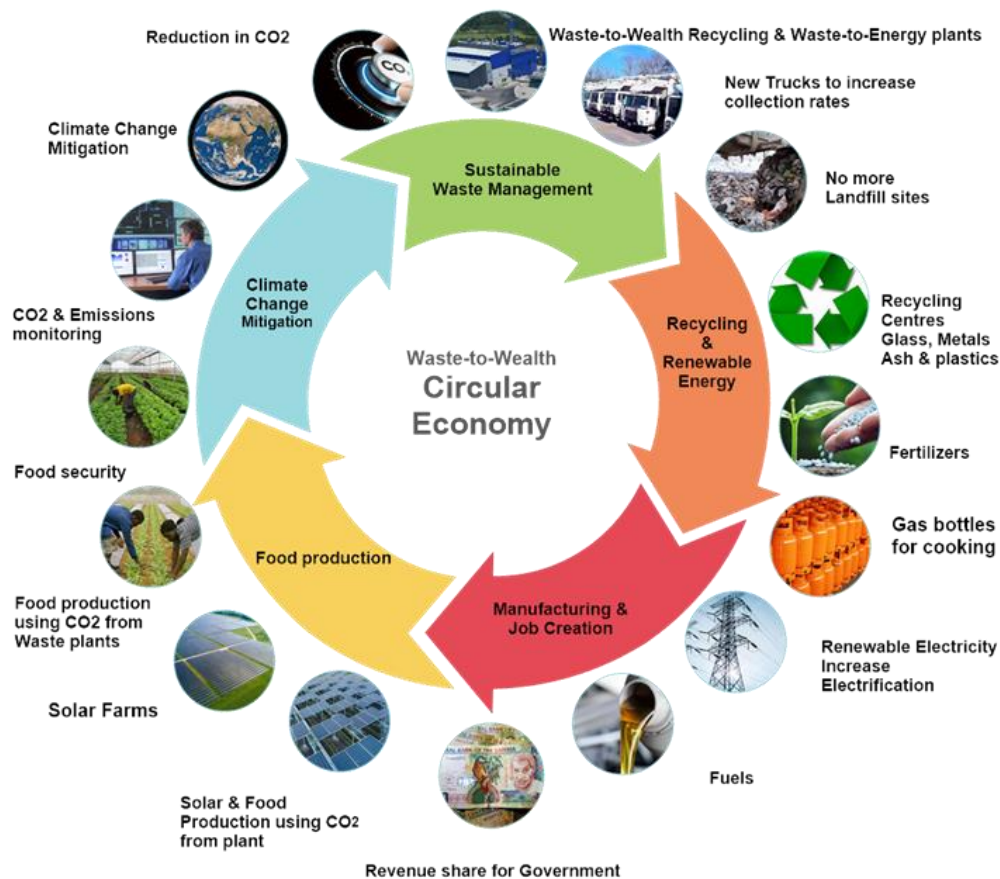 Reduction in CO2
Waste-to-Wealth Recycling & Waste-to-Energy plants
New Trucks to increase
collection rates
Climate Change
Mitigation
Sustainable
Waste Management
No more
Landfill sites
CO2 & Emissions
monitoring
Climate
Change
Mitigation
Recycling
&
Renewable
Energy
Recycling
Centres
Glass, Metals
Ash & plastics
Waste-to-Wealth
Circular
Economy
Food security
Fertilizers
Gas bottles
for cooking
Food production
Food production
using CO2 from
Waste plants
Manufacturing &
Job Creation
Renewable Electricity
Increase
Electrification
Solar Farms
Fuels
Solar & Food
Production using CO2
from plant
Revenue share for Government